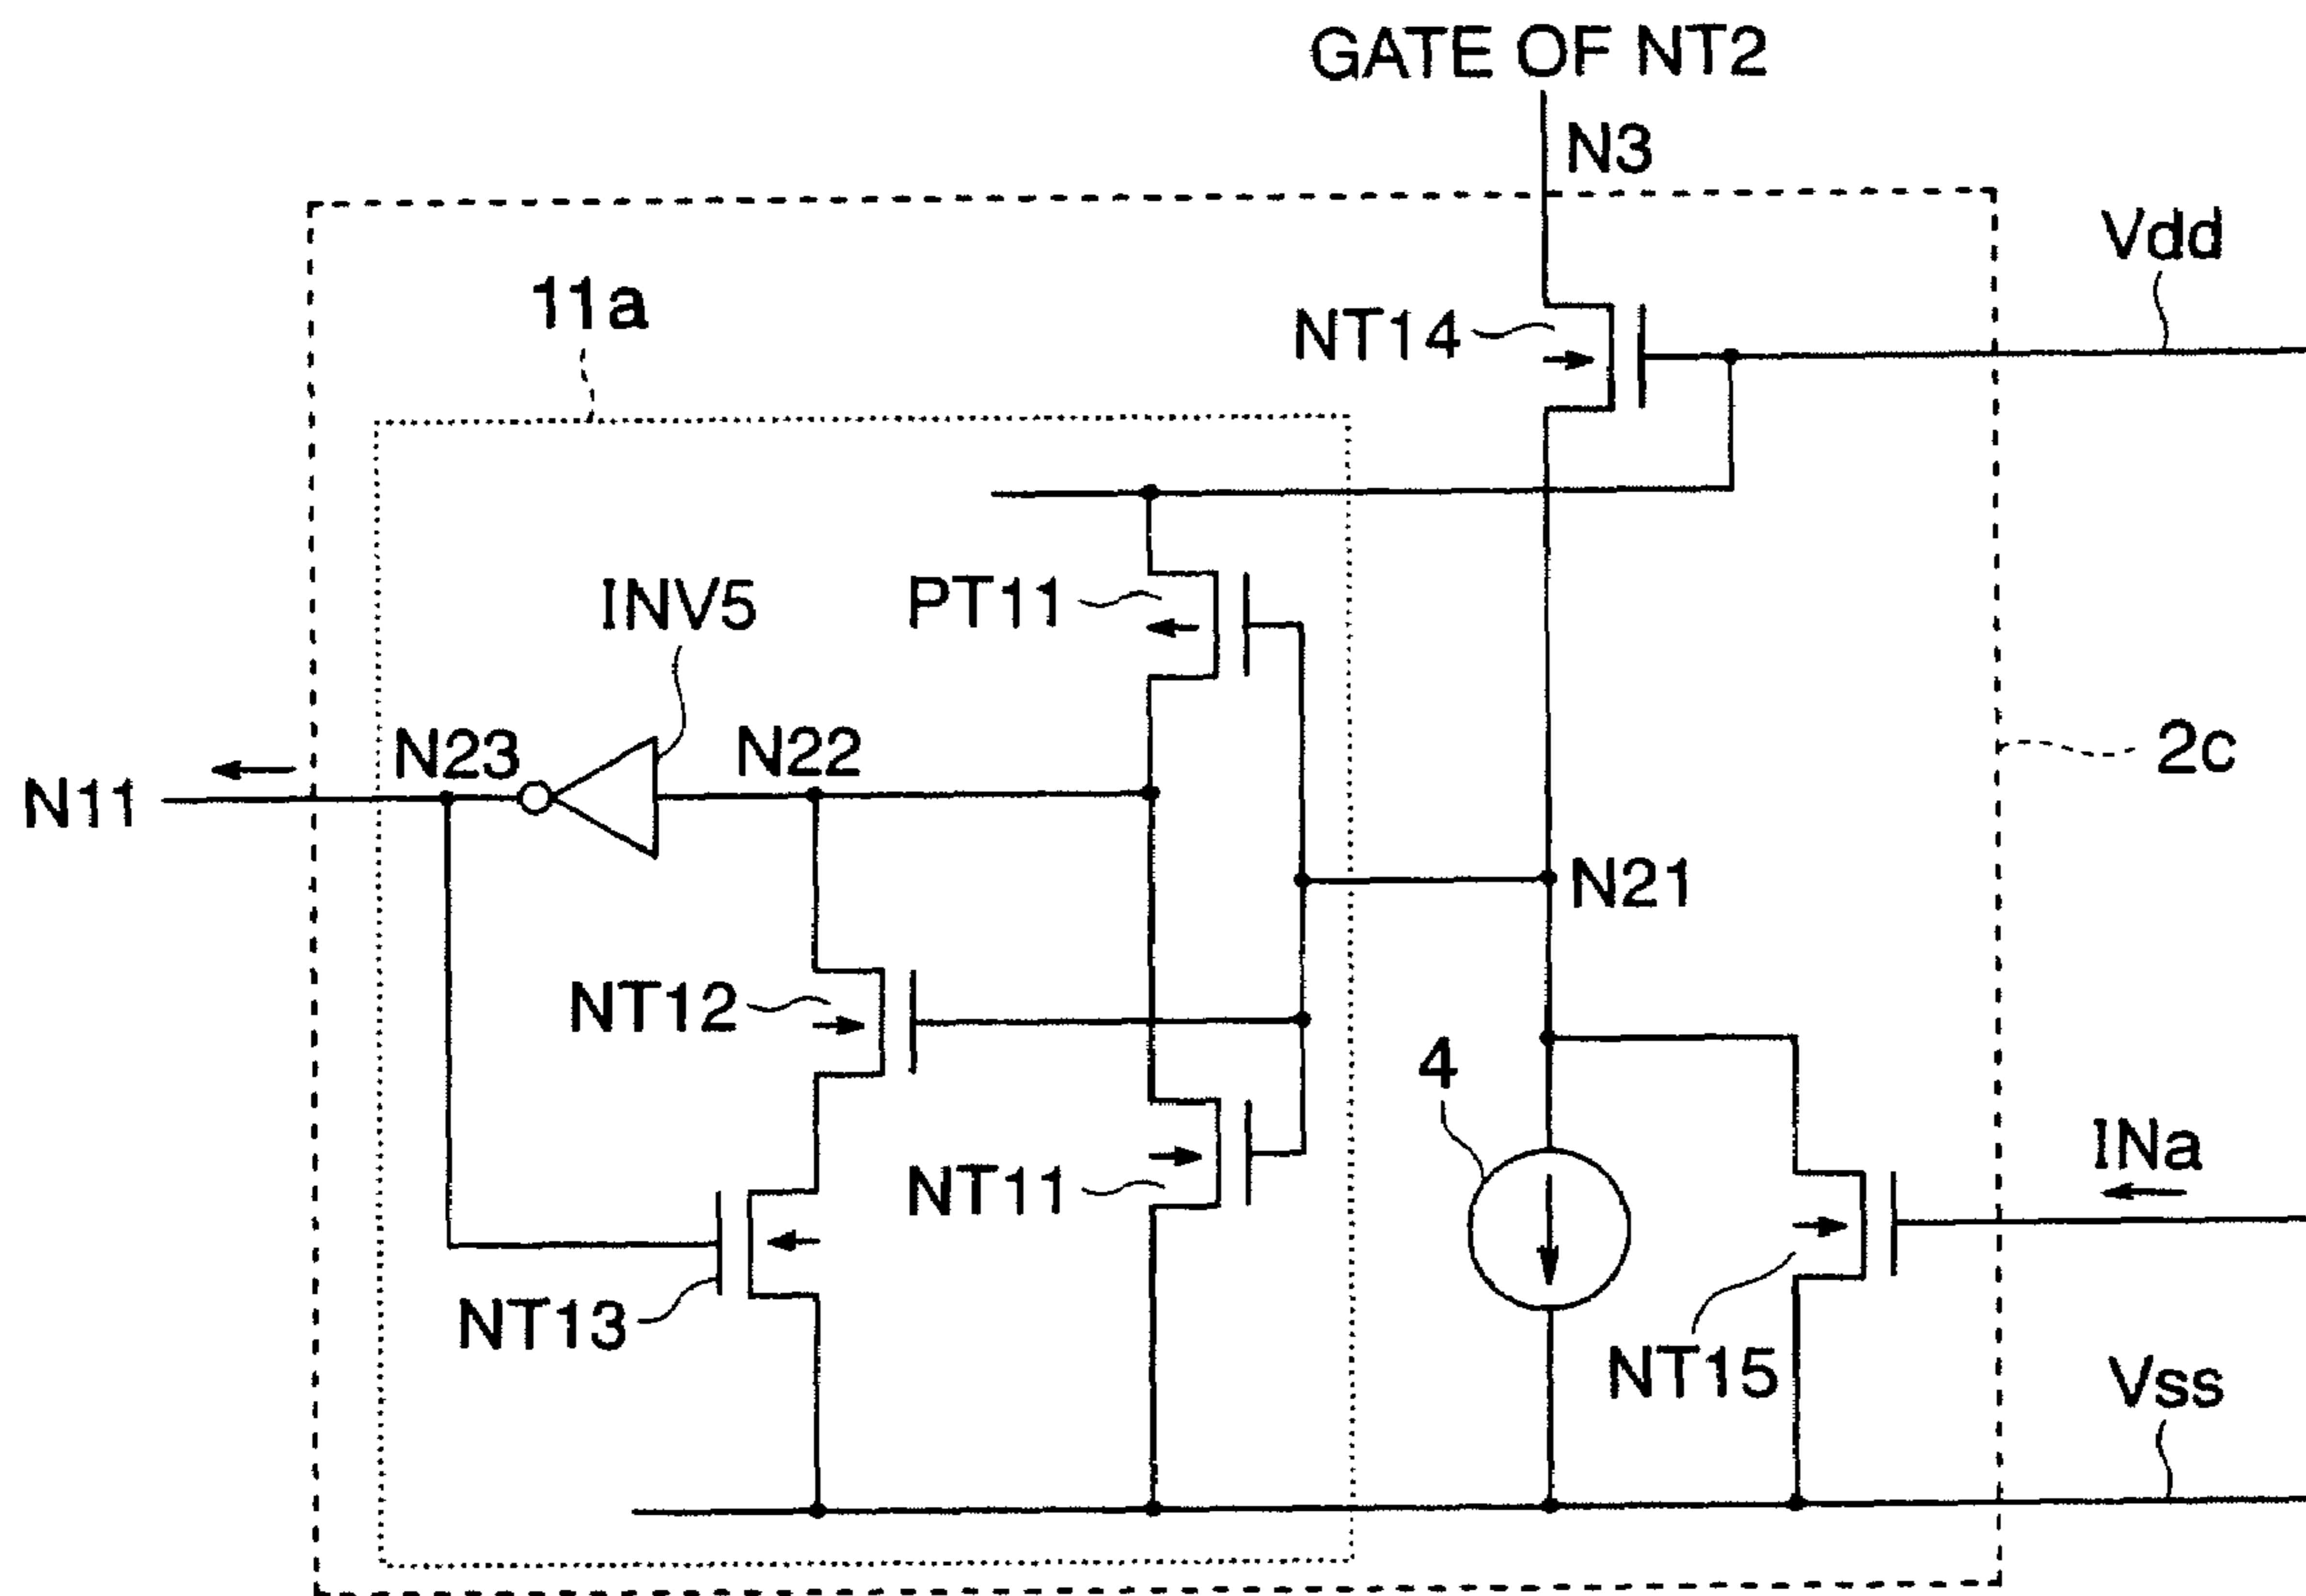 GATE OF NT2
N3
Vdd
11a
NT14
INV5
PT11
N23
N22
2c
N11
N21
NT12
4
INa
NT11
NT13
NT15
Vss